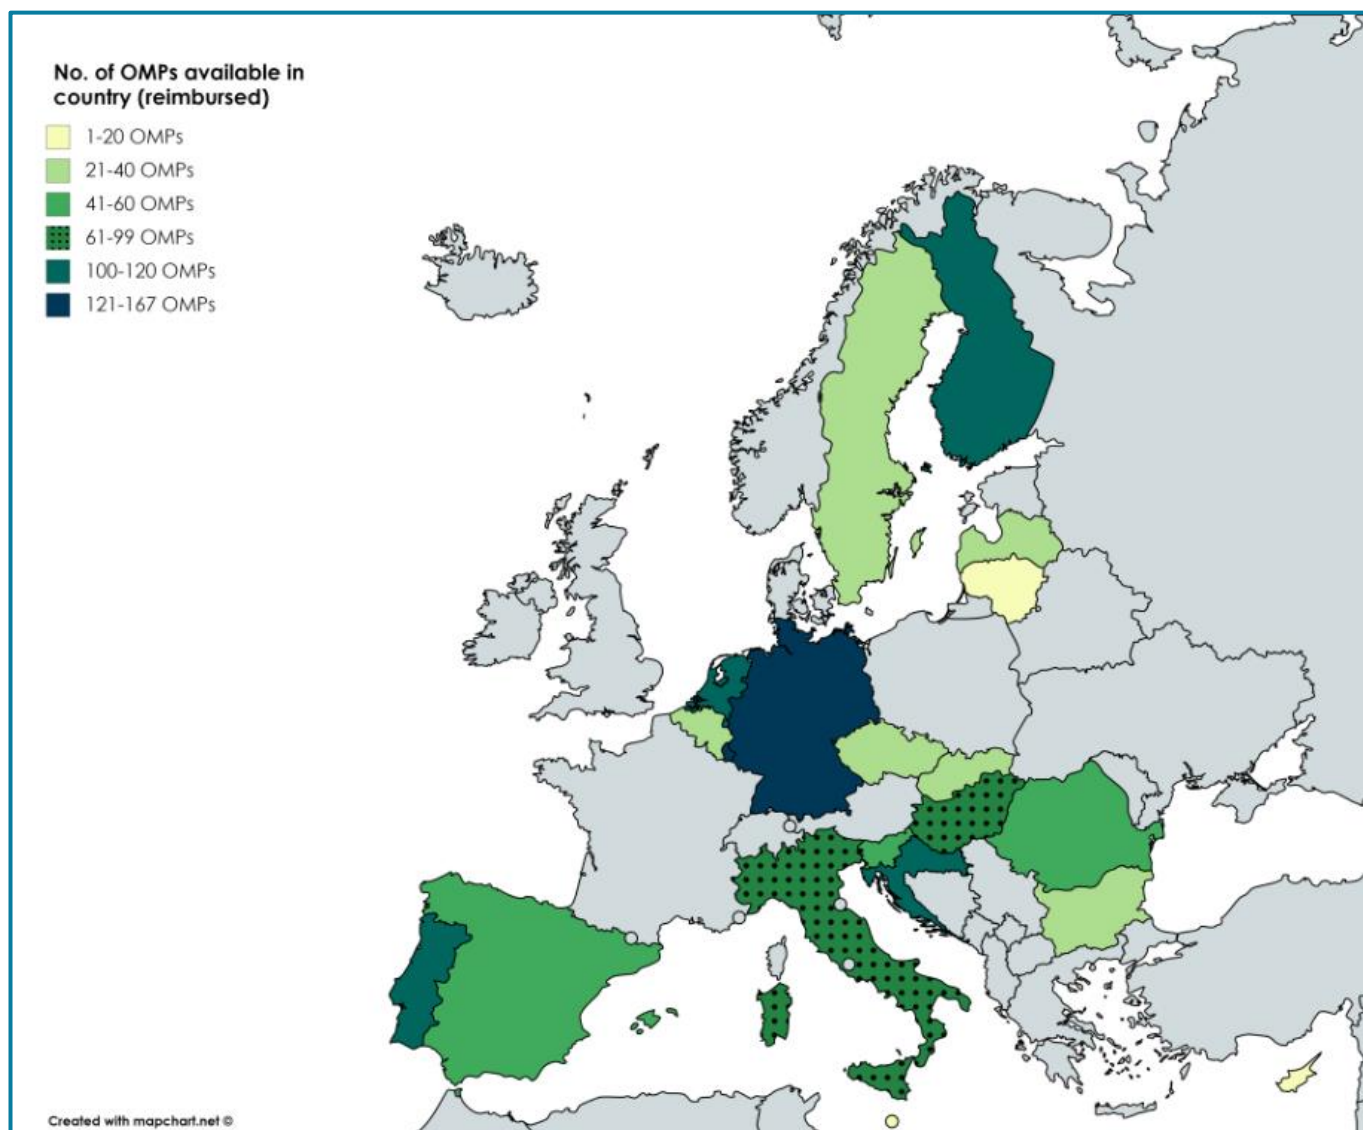 No. of OMPs available in
country (reimbursed)
1-20 OMPs
21-40 OMPs
41-60 OMPs
61-99 OMPs
100-120 OMPs
121-167 OMPs
Created with mapchart.net ©